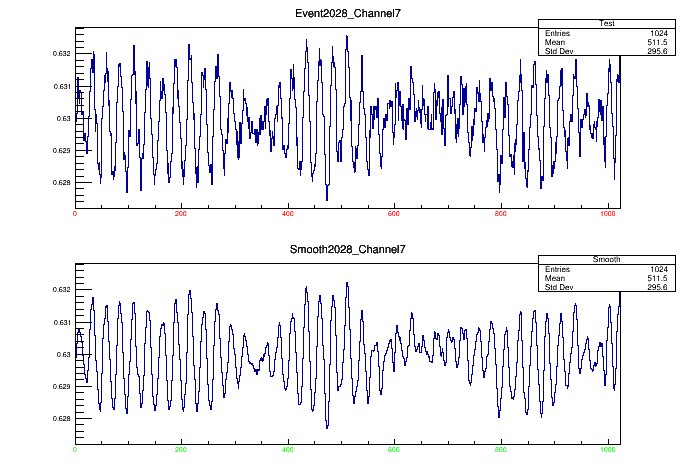 Event2028_Channel7
Test
Entries 1024
Mean 511.5
Std Dev 295.6
0.632
0.631
0.63
0.629
0.628
0 200 400 600 800 1000
Smooth2028_Channel7
Smooth
Entries 1024
Mean 511.5
Std Dev 295.6
0.632
0.631
0.63
0.629
0.628
0 200 400 600 800 1000